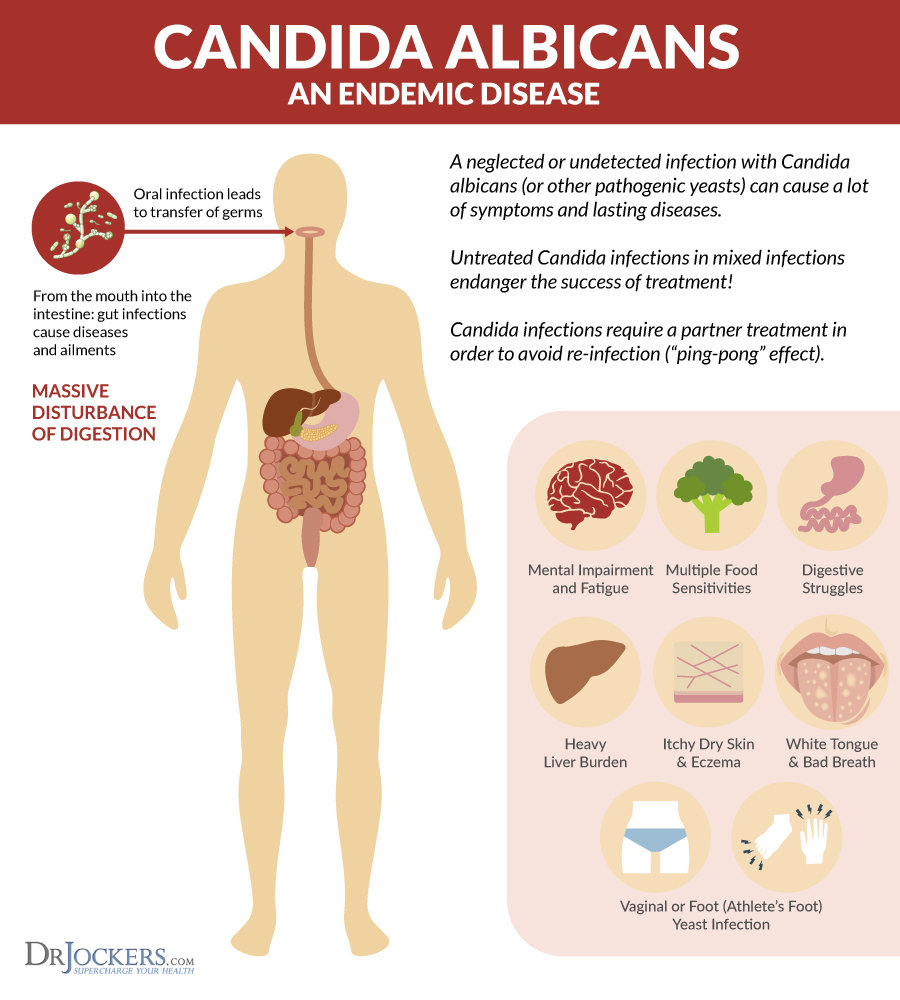 CANDIDA ALBICANS
AN ENDEMIC DISEASE
Oral infection leads
to transfer of germs
From the mouth into the
intestine: gut infections
cause diseases
and ailments
MASSIVE
DISTURBANCE
OF DIGESTION
A neglected or undetected infection with Candida
albicans (or other pathogenic yeasts) can cause a lot
of symptoms and lasting diseases.
Untreated Candida infections in mixed infections
endanger the success of treatment!
Candida infections require a partner treatment in
order to avoid re-infection (“ping-pong” effect).
Mental Impairment
and Fatigue
Multiple Food
Sensitivities
Digestive
Struggles
Heavy
Liver Burden
Itchy Dry Skin
& Eczema
White Tongue
& Bad Breath
Vaginal or Foot (Athlete’s Foot)
Yeast Infection
DRJOCKERS.COM
SUPERCHARGE YOUR HEALTH